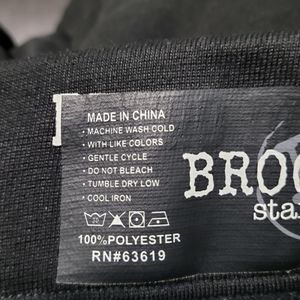 MADE IN CHINA
• MACHINE WASH COLD
• WITH LIKE COLORS
• GENTLE CYCLE
• DO NOT BLEACH
• TUMBLE DRY LOW
• COOL IRON
100%POLYESTER
RN#63619